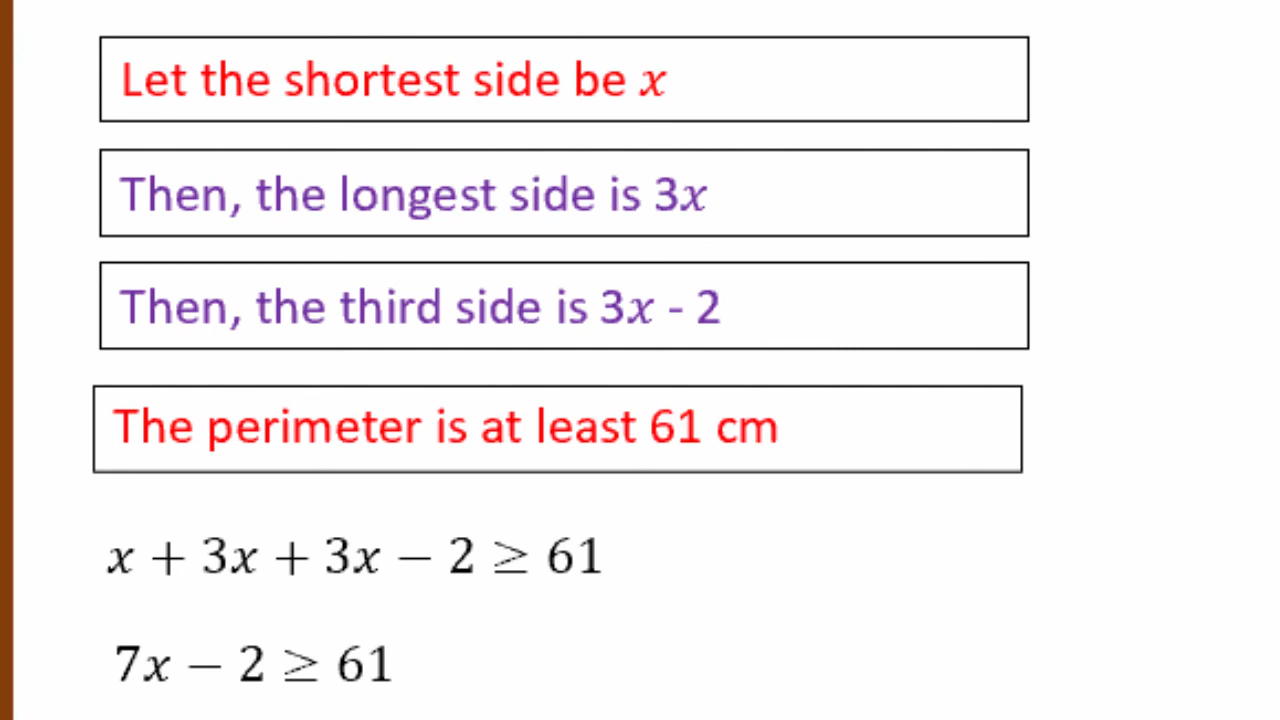 Let the shortest side be x
Then, the longest side is 3x
Then, the third side is 3x - 2
The perimeter is at least 61 cm
x + 3x + 3x − 2 ≥ 61
7x − 2 ≥ 61